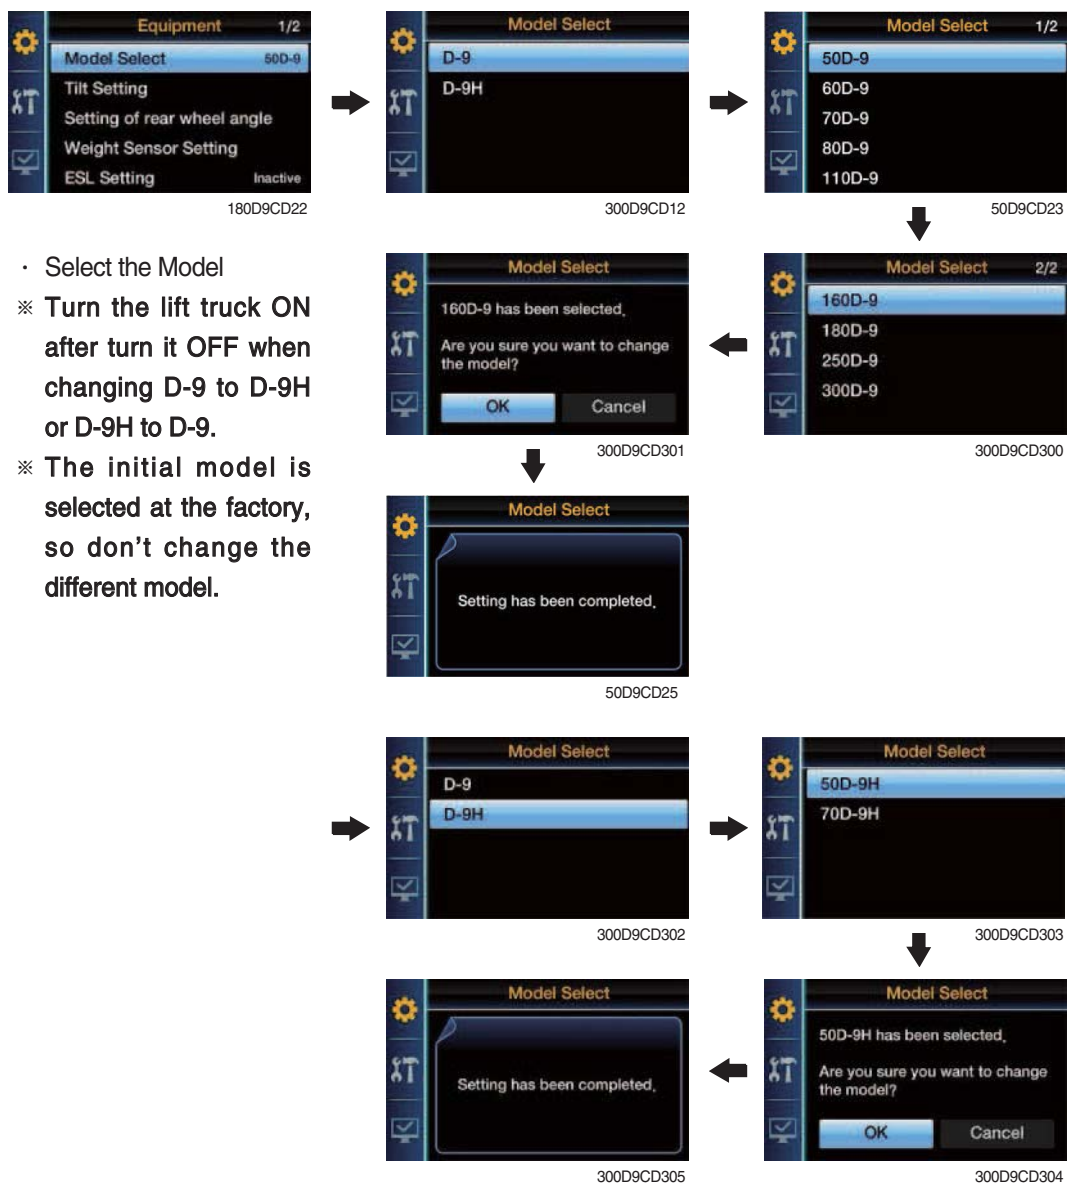 Equipment 1/2
Model Select 50D-9
Tilt Setting
Setting of rear wheel angle
Weight Sensor Setting
ESL Setting Inactive
180D9CD22
Model Select
D-9
D-9H
300D9CD12
Model Select 1/2
50D-9
60D-9
70D-9
80D-9
110D-9
50D9CD23
· Select the Model
※ Turn the lift truck ON
after turn it OFF when
changing D-9 to D-9H
or D-9H to D-9.
※ The initial model is
selected at the factory,
so don't change the
different model.
Model Select 2/2
160D-9
180D-9
250D-9
300D-9
300D9CD300
Model Select
160D-9 has been selected.
Are you sure you want to change
the model?
OK Cancel
300D9CD301
Model Select
Setting has been completed.
50D9CD25
Model Select
D-9
D-9H
300D9CD302
Model Select
50D-9H
70D-9H
300D9CD303
Model Select
50D-9H has been selected.
Are you sure you want to change
the model?
OK Cancel
300D9CD304
Model Select
Setting has been completed.
300D9CD305